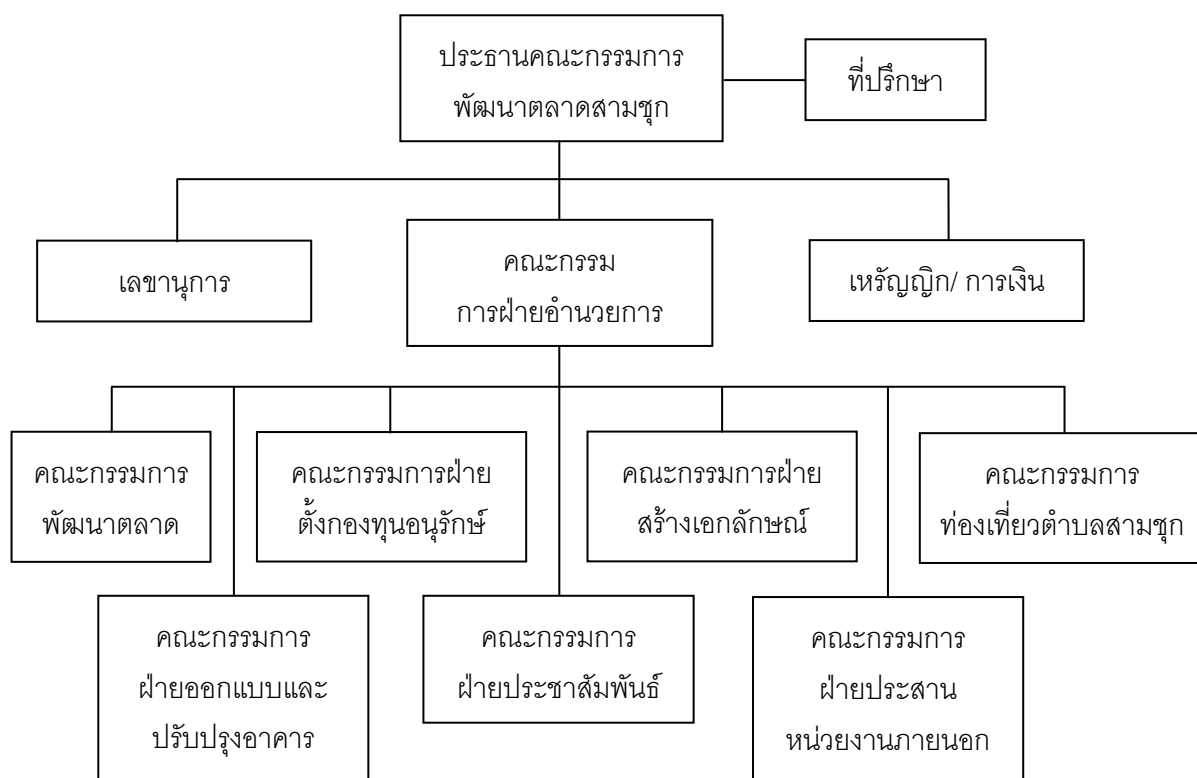 ประธานคณะกรรมการ
พัฒนาตลาดสามชุก
ที่ปรึกษา
เลขานุการ
คณะกรรม
การฝ่ายอำนวยการ
เหรัญญิก/ การเงิน
คณะกรรมการ
พัฒนาตลาด
คณะกรรมการฝ่าย
ตั้งกองทุนอนุรักษ์
คณะกรรมการฝ่าย
สร้างเอกลักษณ์
คณะกรรมการ
ท่องเที่ยวตำบลสามชุก
คณะกรรมการ
ฝ่ายออกแบบและ
ปรับปรุงอาคาร
คณะกรรมการ
ฝ่ายประชาสัมพันธ์
คณะกรรมการ
ฝ่ายประสาน
หน่วยงานภายนอก